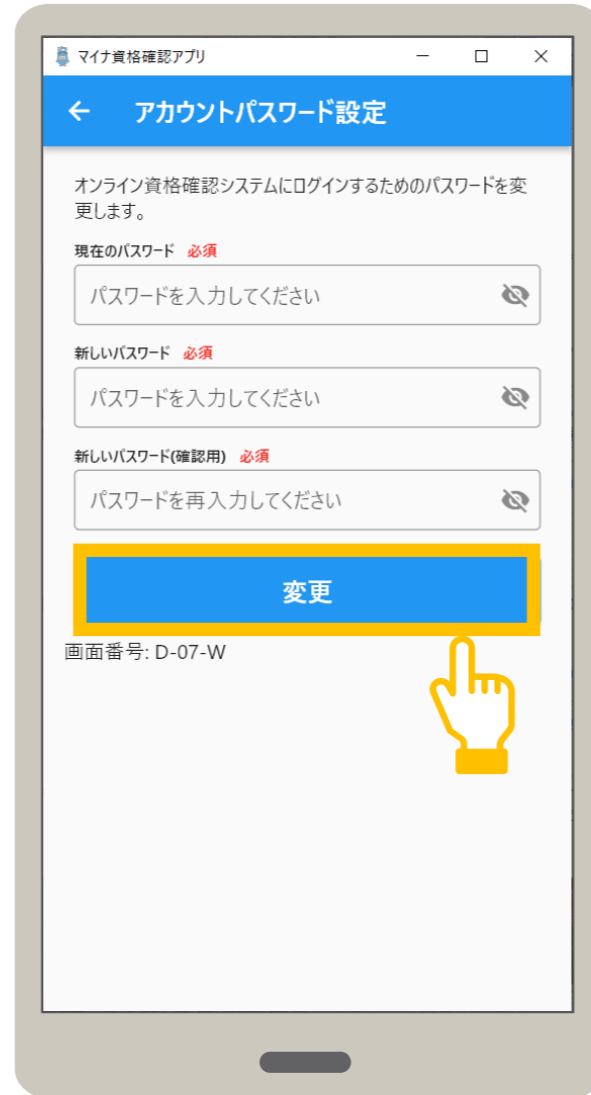 マイナ資格確認アプリ
アカウントパスワード設定
オンライン資格確認システムにログインするためのパスワードを変
更します。
現在のパスワード 必須
パスワードを入力してください
新しいパスワード 必須
パスワードを入力してください
新しいパスワード(確認用) 必須
パスワードを再入力してください
変更
画面番号: D-07-W